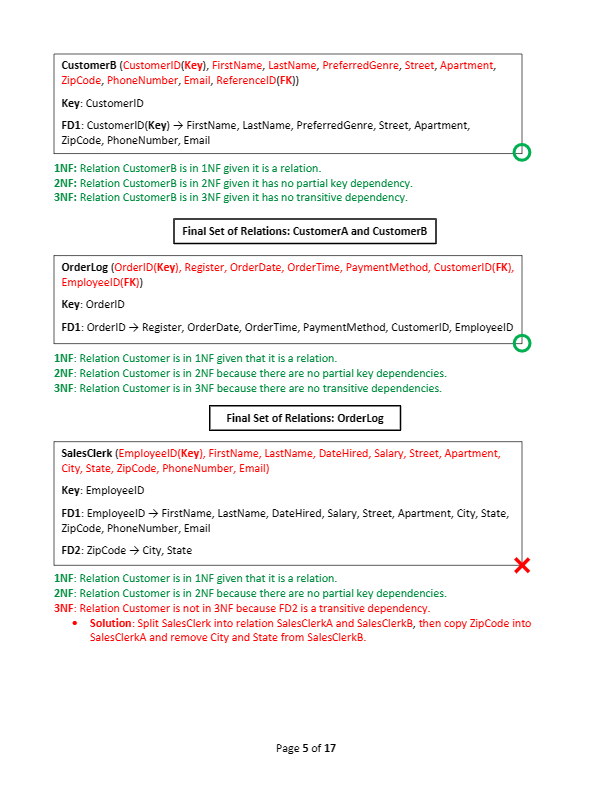 CustomerB (CustomerID(Key), FirstName, LastName, PreferredGenre, Street, Apartment,
ZipCode, PhoneNumber, Email, ReferenceID(FK))
Key: CustomerID
FD1: CustomerID(Key) → FirstName, LastName, PreferredGenre, Street, Apartment,
ZipCode, PhoneNumber, Email
1NF: Relation CustomerB is in 1NF given it is a relation.
2NF: Relation CustomerB is in 2NF given it has no partial key dependency.
3NF: Relation CustomerB is in 3NF given it has no transitive dependency.
Final Set of Relations: CustomerA and CustomerB
OrderLog (OrderID(Key), Register, OrderDate, OrderTime, PaymentMethod, CustomerID(FK),
EmployeeID(FK))
Key: OrderID
FD1: OrderID → Register, OrderDate, OrderTime, PaymentMethod, CustomerID, EmployeeID
1NF: Relation Customer is in 1NF given that it is a relation.
2NF: Relation Customer is in 2NF because there are no partial key dependencies.
3NF: Relation Customer is in 3NF because there are no transitive dependencies.
Final Set of Relations: OrderLog
SalesClerk (EmployeeID(Key), FirstName, LastName, DateHired, Salary, Street, Apartment,
City, State, ZipCode, PhoneNumber, Email)
Key: EmployeeID
FD1: EmployeeID → FirstName, LastName, DateHired, Salary, Street, Apartment, City, State,
ZipCode, PhoneNumber, Email
FD2: ZipCode → City, State
1NF: Relation Customer is in 1NF given that it is a relation.
2NF: Relation Customer is in 2NF because there are no partial key dependencies.
3NF: Relation Customer is not in 3NF because FD2 is a transitive dependency.
• Solution: Split SalesClerk into relation SalesClerkA and SalesClerkB, then copy ZipCode into
SalesClerkA and remove City and State from SalesClerkB.
Page 5 of 17